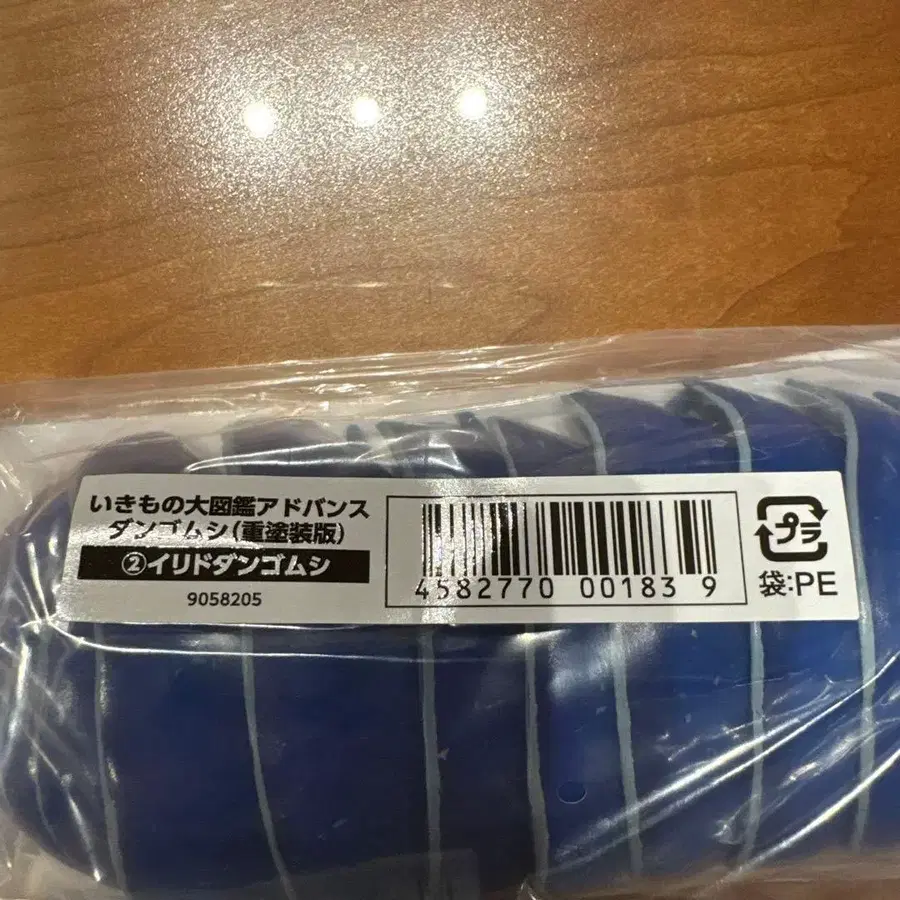 いきもの大図鑑アドバンス
ダンゴムシ(重塗装版)
②イリドダンゴムシ
9058205
4582770 00183 9
プラ
袋:PE